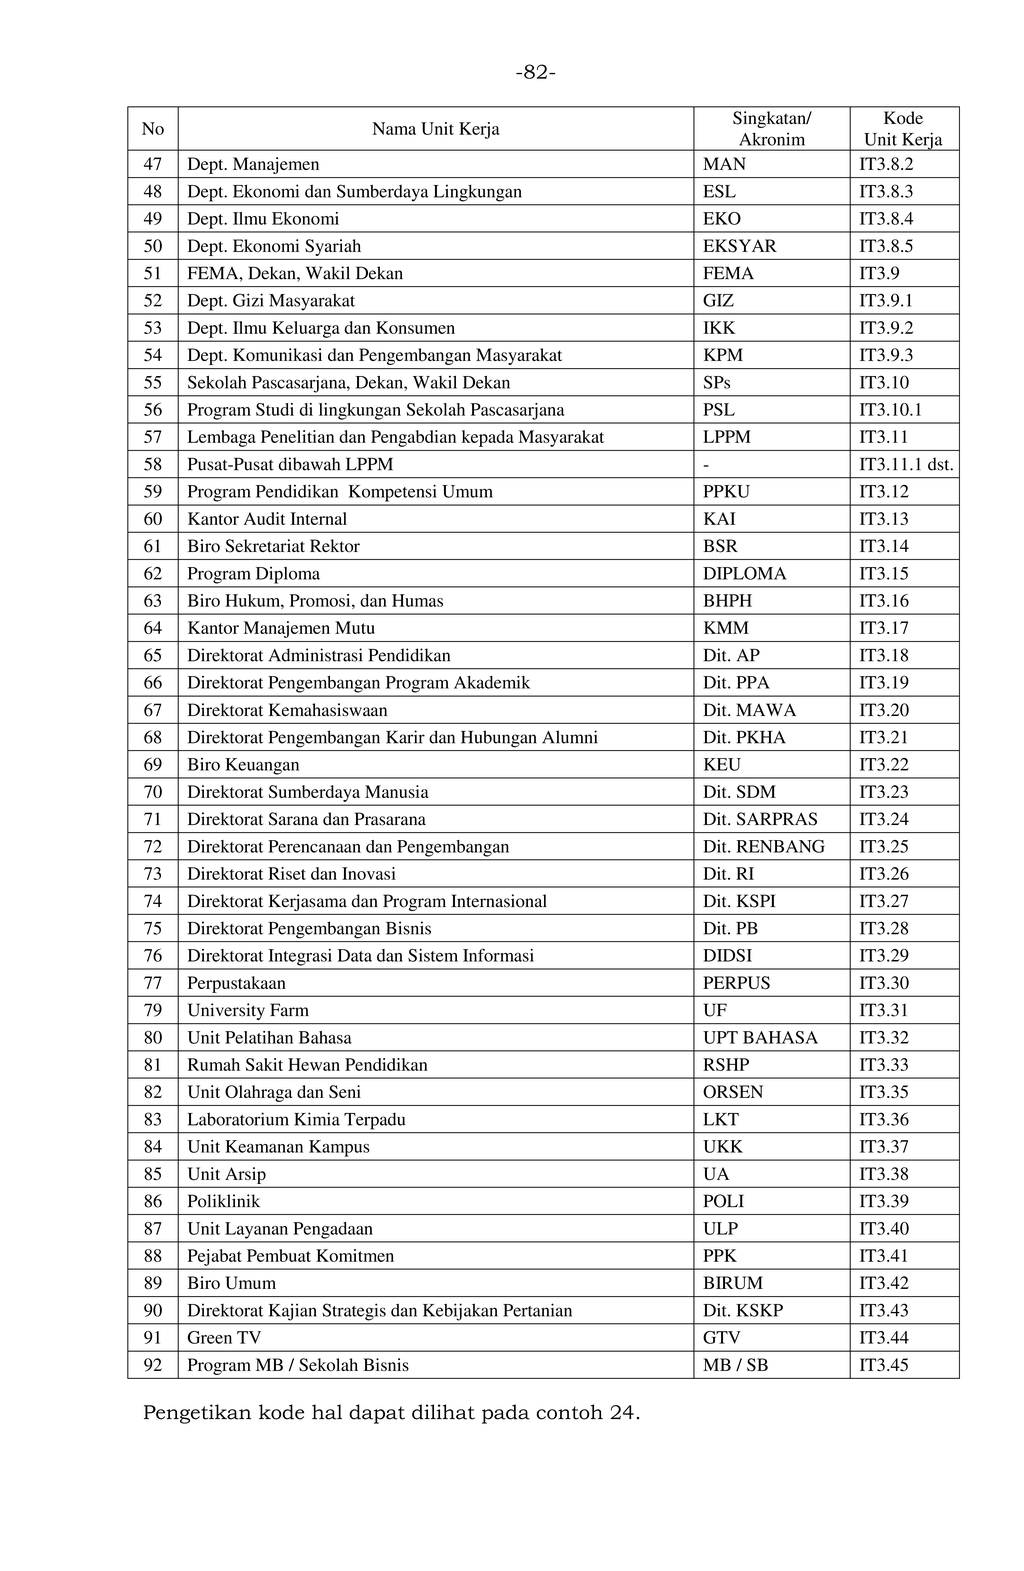 -82-
No Nama Unit Kerja Singkatan/ Akronim Kode Unit Kerja
47 Dept. Manajemen MAN IT3.8.2
48 Dept. Ekonomi dan Sumberdaya Lingkungan ESL IT3.8.3
49 Dept. Ilmu Ekonomi EKO IT3.8.4
50 Dept. Ekonomi Syariah EKSYAR IT3.8.5
51 FEMA, Dekan, Wakil Dekan FEMA IT3.9
52 Dept. Gizi Masyarakat GIZ IT3.9.1
53 Dept. Ilmu Keluarga dan Konsumen IKK IT3.9.2
54 Dept. Komunikasi dan Pengembangan Masyarakat KPM IT3.9.3
55 Sekolah Pascasarjana, Dekan, Wakil Dekan SPs IT3.10
56 Program Studi di lingkungan Sekolah Pascasarjana PSL IT3.10.1
57 Lembaga Penelitian dan Pengabdian kepada Masyarakat LPPM IT3.11
58 Pusat-Pusat dibawah LPPM - IT3.11.1 dst.
59 Program Pendidikan Kompetensi Umum PPKU IT3.12
60 Kantor Audit Internal KAI IT3.13
61 Biro Sekretariat Rektor BSR IT3.14
62 Program Diploma DIPLOMA IT3.15
63 Biro Hukum, Promosi, dan Humas BHPH IT3.16
64 Kantor Manajemen Mutu KMM IT3.17
65 Direktorat Administrasi Pendidikan Dit. AP IT3.18
66 Direktorat Pengembangan Program Akademik Dit. PPA IT3.19
67 Direktorat Kemahasiswaan Dit. MAWA IT3.20
68 Direktorat Pengembangan Karir dan Hubungan Alumni Dit. PKHA IT3.21
69 Biro Keuangan KEU IT3.22
70 Direktorat Sumberdaya Manusia Dit. SDM IT3.23
71 Direktorat Sarana dan Prasarana Dit. SARPRAS IT3.24
72 Direktorat Perencanaan dan Pengembangan Dit. RENBANG IT3.25
73 Direktorat Riset dan Inovasi Dit. RI IT3.26
74 Direktorat Kerjasama dan Program Internasional Dit. KSPI IT3.27
75 Direktorat Pengembangan Bisnis Dit. PB IT3.28
76 Direktorat Integrasi Data dan Sistem Informasi DIDSI IT3.29
77 Perpustakaan PERPUS IT3.30
79 University Farm UF IT3.31
80 Unit Pelatihan Bahasa UPT BAHASA IT3.32
81 Rumah Sakit Hewan Pendidikan RSHP IT3.33
82 Unit Olahraga dan Seni ORSEN IT3.35
83 Laboratorium Kimia Terpadu LKT IT3.36
84 Unit Keamanan Kampus UKK IT3.37
85 Unit Arsip UA IT3.38
86 Poliklinik POLI IT3.39
87 Unit Layanan Pengadaan ULP IT3.40
88 Pejabat Pembuat Komitmen PPK IT3.41
89 Biro Umum BIRUM IT3.42
90 Direktorat Kajian Strategis dan Kebijakan Pertanian Dit. KSKP IT3.43
91 Green TV GTV IT3.44
92 Program MB / Sekolah Bisnis MB / SB IT3.45
Pengetikan kode hal dapat dilihat pada contoh 24.